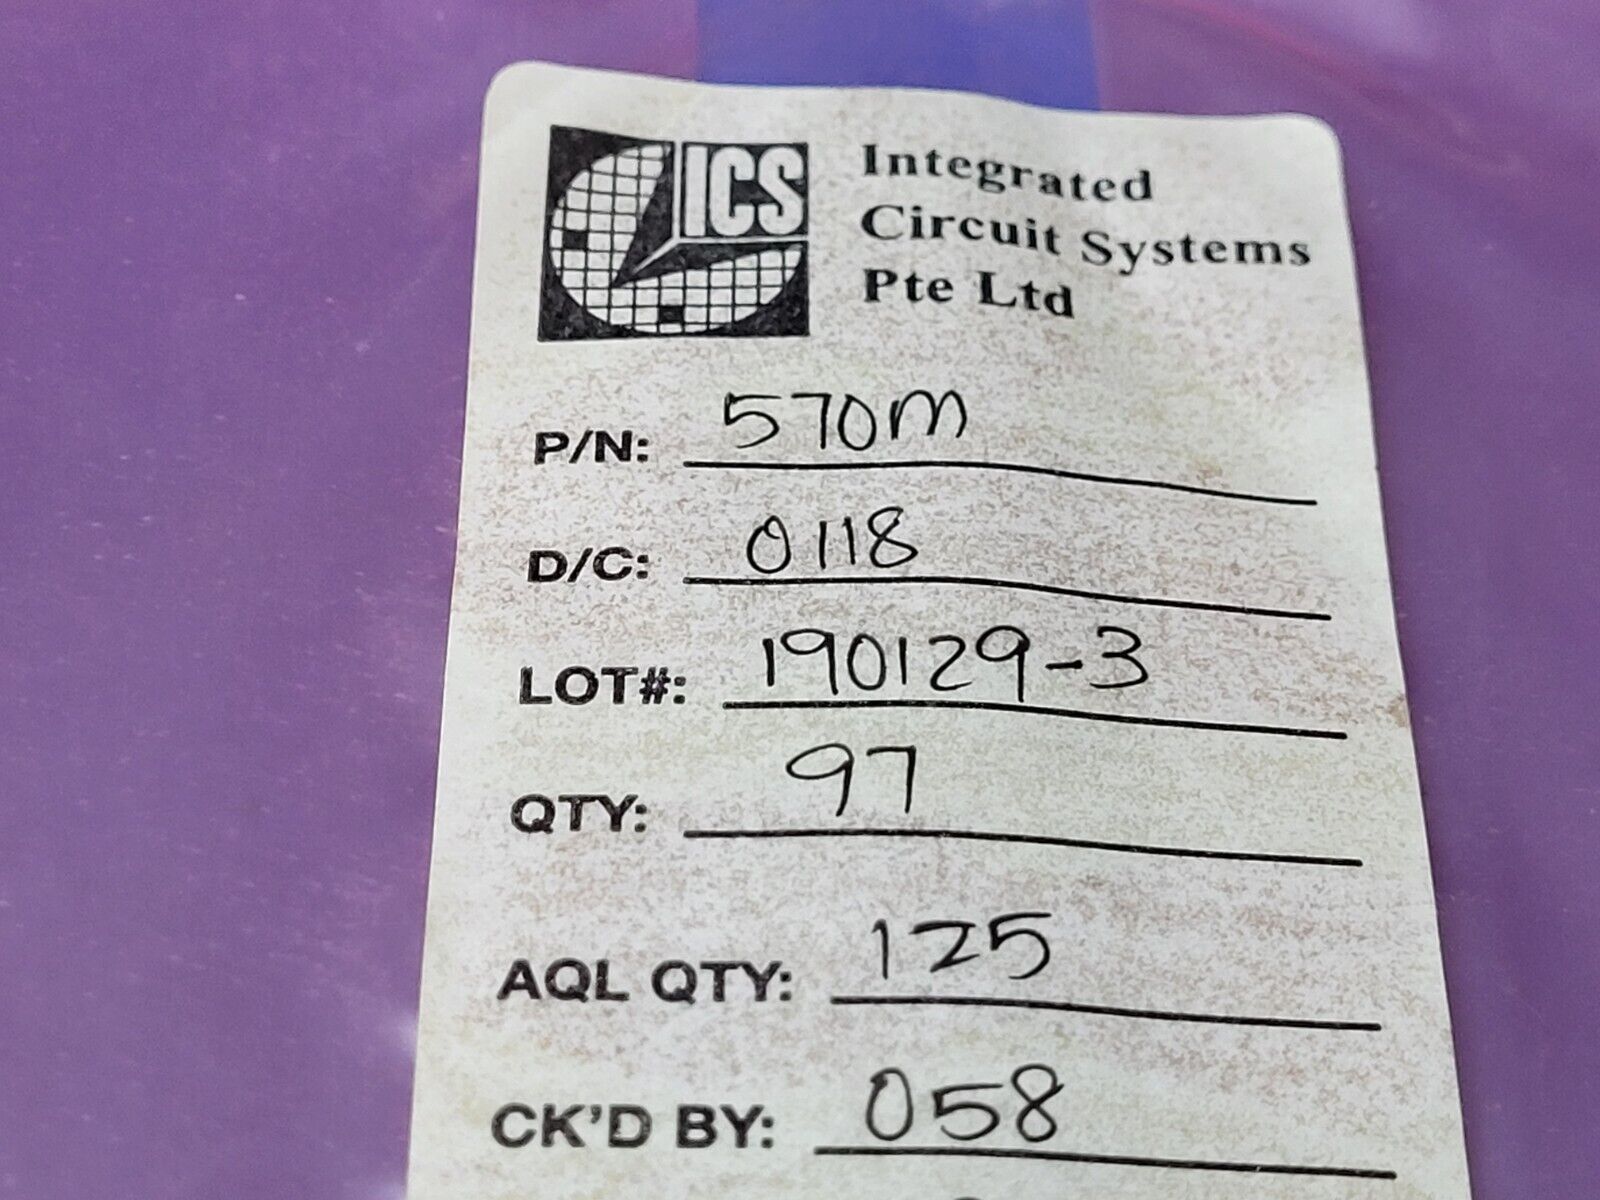 ICS
Integrated
Circuit Systems
Pte Ltd
P/N: 570M
D/C: 0118
LOT#: 190129-3
QTY: 97
AQL QTY: 125
CK'D BY: 058